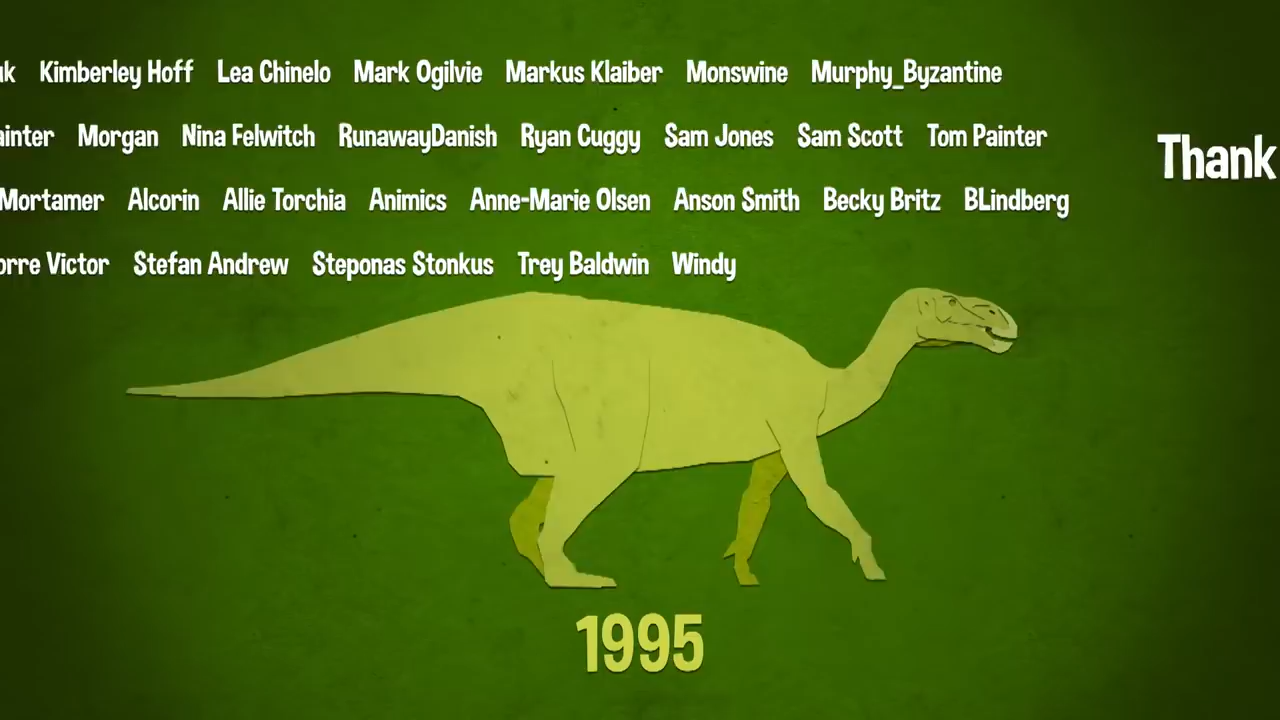 Kimberley Hoff Lea Chinelo Mark Ogilvie Markus Klaiber Monswine Murphy_Byzantine
Morgan Nina Felwitch RunawayDanish Ryan Cuggy Sam Jones Sam Scott Tom Painter
Thank
Mortamer Alcorin Allie Torchia Animics Anne-Marie Olsen Anson Smith Becky Britz BLindberg
Victor Stefan Andrew Steponas Stonkus Trey Baldwin Windy
1995